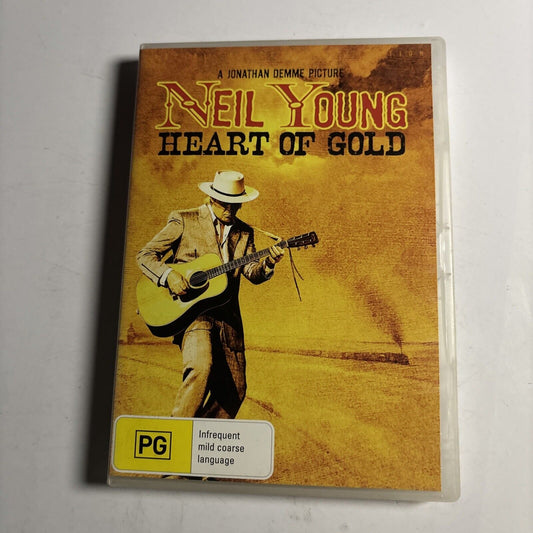 A JONATHAN DEMME PICTURE
NEIL YOUNG
HEART OF GOLD
PG
Infrequent
mild coarse
language